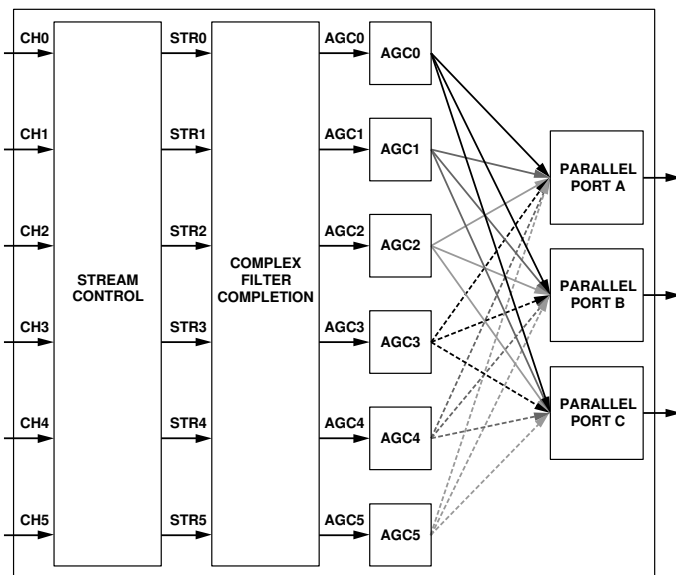 CH0
STR0
AGC0
AGC0
CH1
STR1
AGC1
AGC1
PARALLEL
PORT A
CH2
STR2
AGC2
AGC2
STREAM
CONTROL
COMPLEX
FILTER
COMPLETION
PARALLEL
PORT B
CH3
STR3
AGC3
AGC3
PARALLEL
PORT C
CH4
STR4
AGC4
AGC4
CH5
STR5
AGC5
AGC5